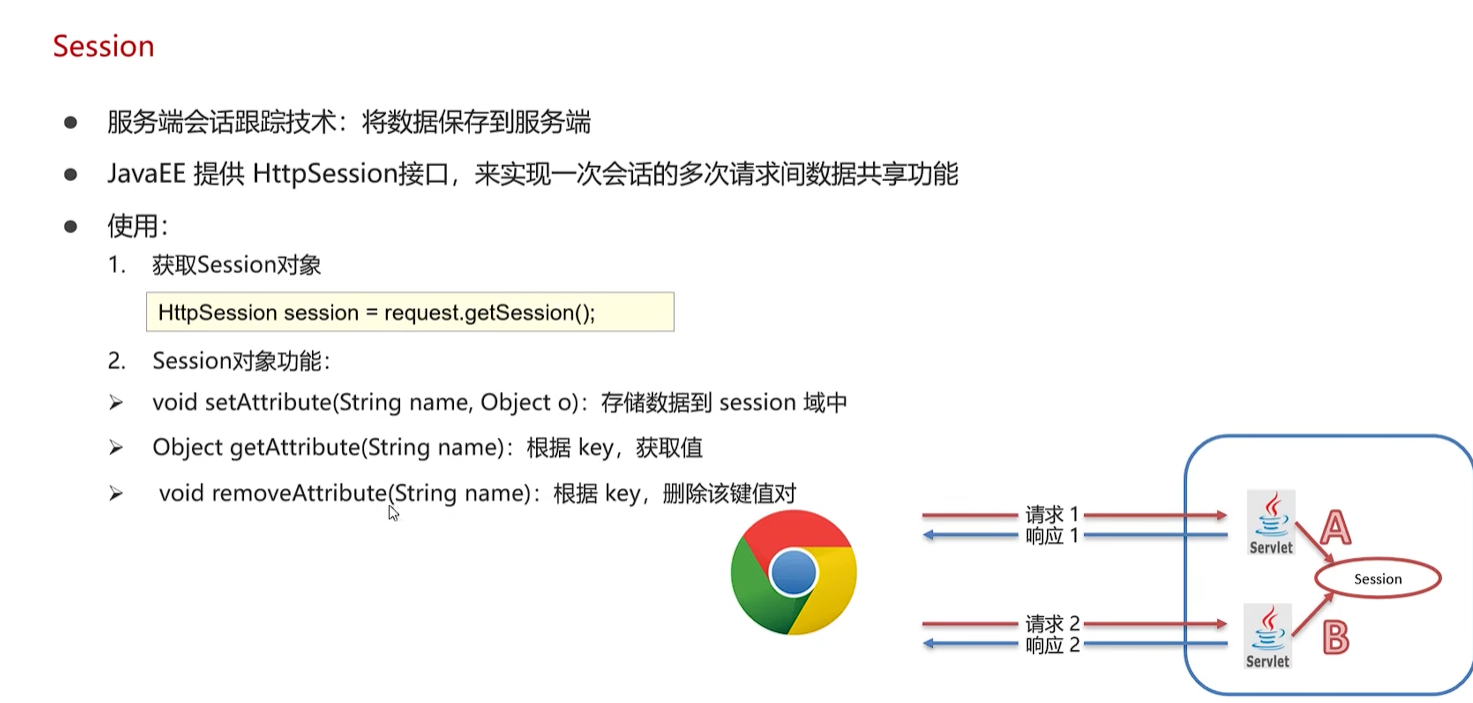 Session
● 服务端会话跟踪技术：将数据保存到服务端
● JavaEE 提供 HttpSession接口，来实现一次会话的多次请求间数据共享功能
● 使用：
1. 获取Session对象
HttpSession session = request.getSession();
2. Session对象功能：
➢ void setAttribute(String name, Object o)：存储数据到 session 域中
➢ Object getAttribute(String name)：根据 key，获取值
➢ void removeAttribute(String name)：根据 key，删除该键值对
请求 1
响应 1
Servlet
A
Session
请求 2
响应 2
Servlet
B